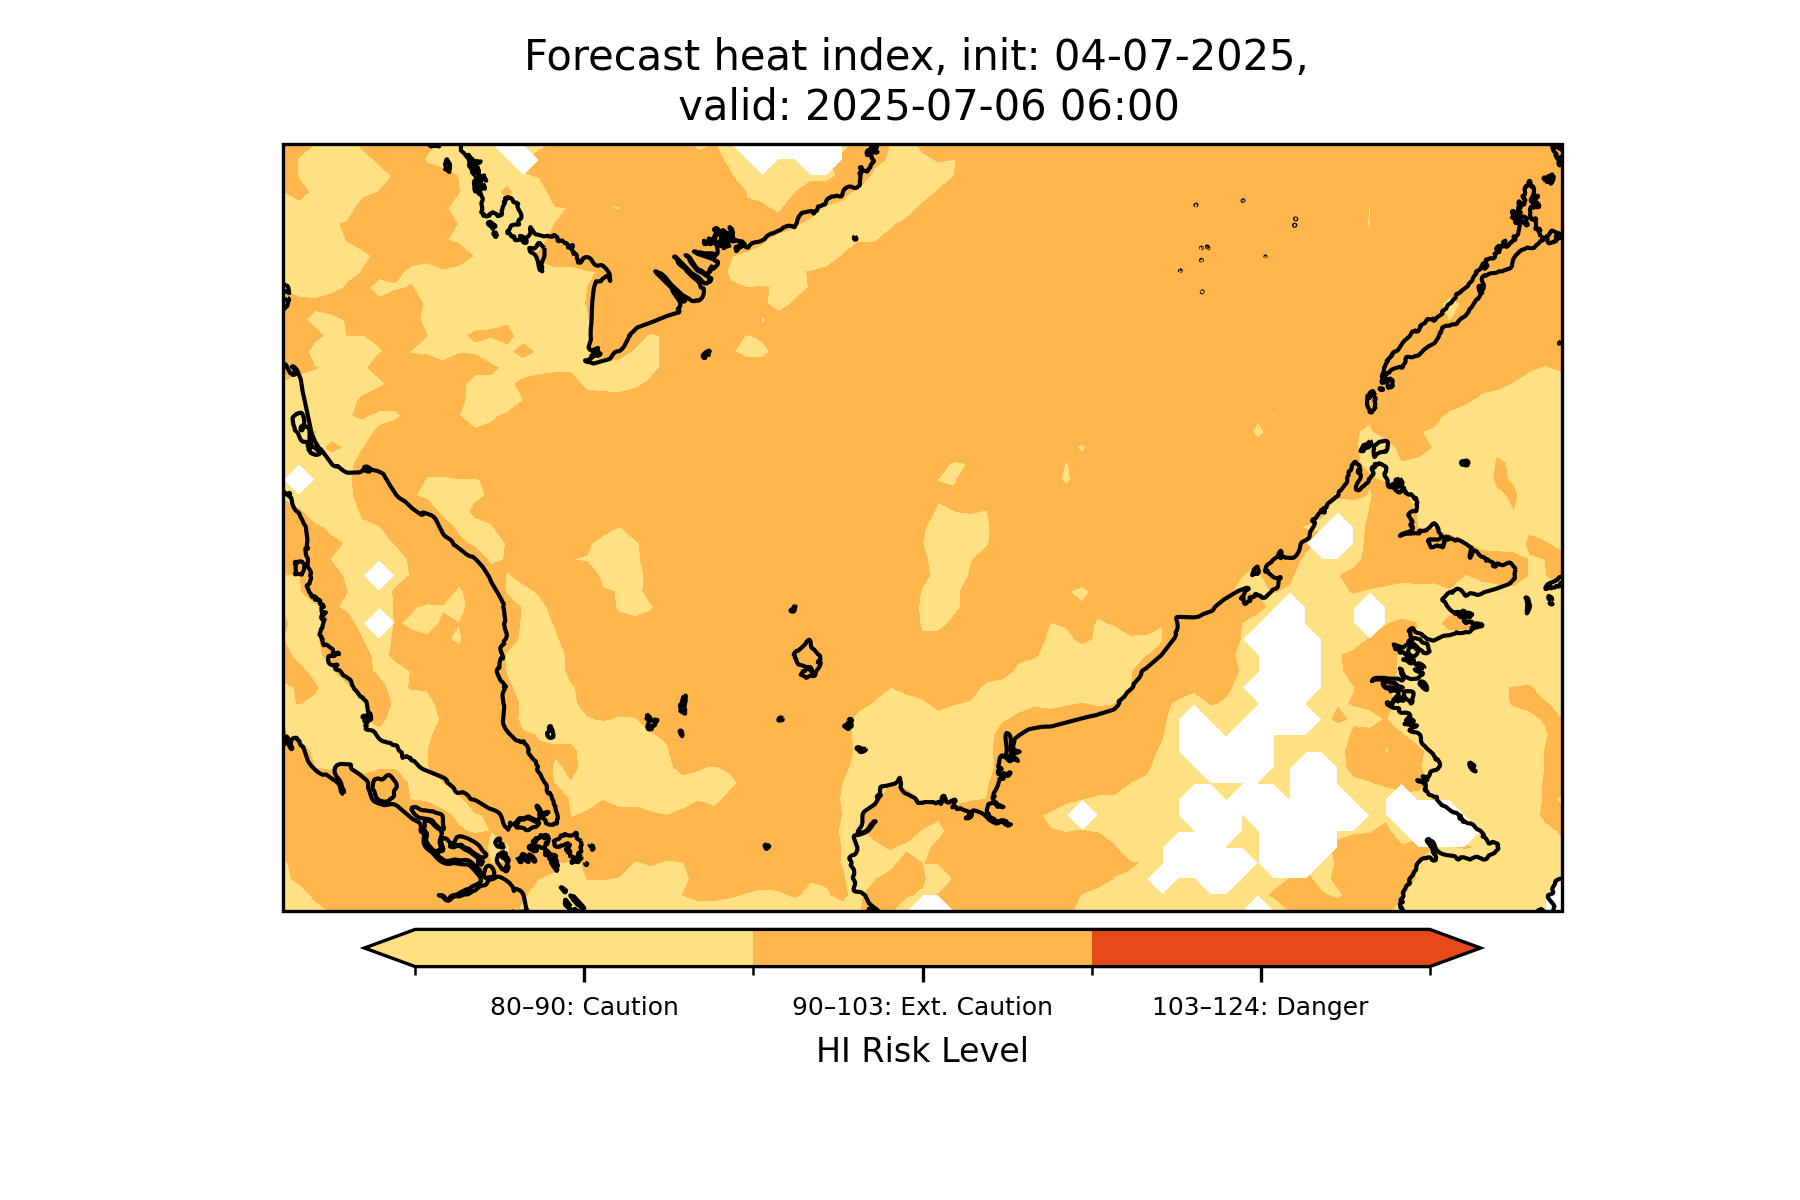 Forecast heat index, init: 04-07-2025,
valid: 2025-07-06 06:00
80–90: Caution
90–103: Ext. Caution
103–124: Danger
HI Risk Level